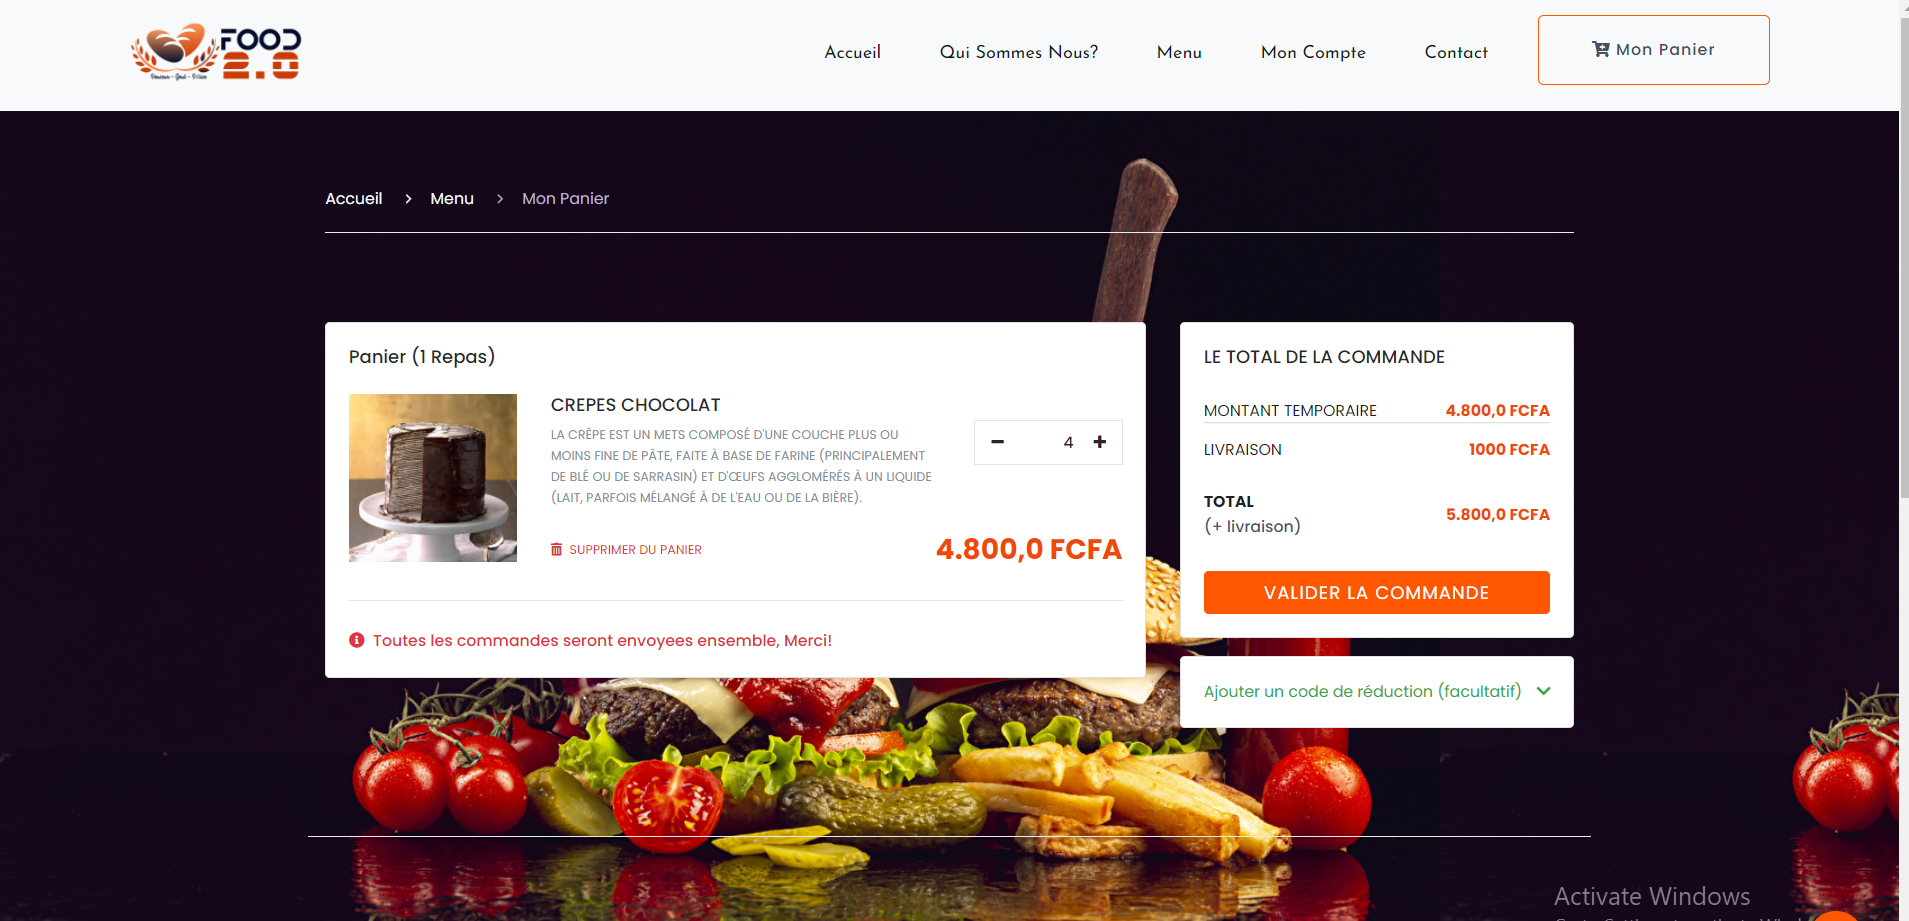 FOOD
2.0
Accueil
Qui Sommes Nous?
Menu
Mon Compte
Contact
Mon Panier
Accueil > Menu > Mon Panier
Panier (1 Repas)
CREPES CHOCOLAT
LA CRÊPE EST UN METS COMPOSÉ D'UNE COUCHE PLUS OU
MOINS FINE DE PÂTE, FAITE À BASE DE FARINE (PRINCIPALEMENT
DE BLÉ OU DE SARRASIN) ET D'ŒUFS AGGLOMÉRÉS À UN LIQUIDE
(LAIT, PARFOIS MÉLANGÉ À DE L'EAU OU DE LA BIÈRE).
4
SUPPRIMER DU PANIER
4.800,0 FCFA
Toutes les commandes seront envoyees ensemble, Merci!
LE TOTAL DE LA COMMANDE
MONTANT TEMPORAIRE 4.800,0 FCFA
LIVRAISON 1000 FCFA
TOTAL
(+ livraison)
5.800,0 FCFA
VALIDER LA COMMANDE
Ajouter un code de réduction (facultatif)
Activate Windows